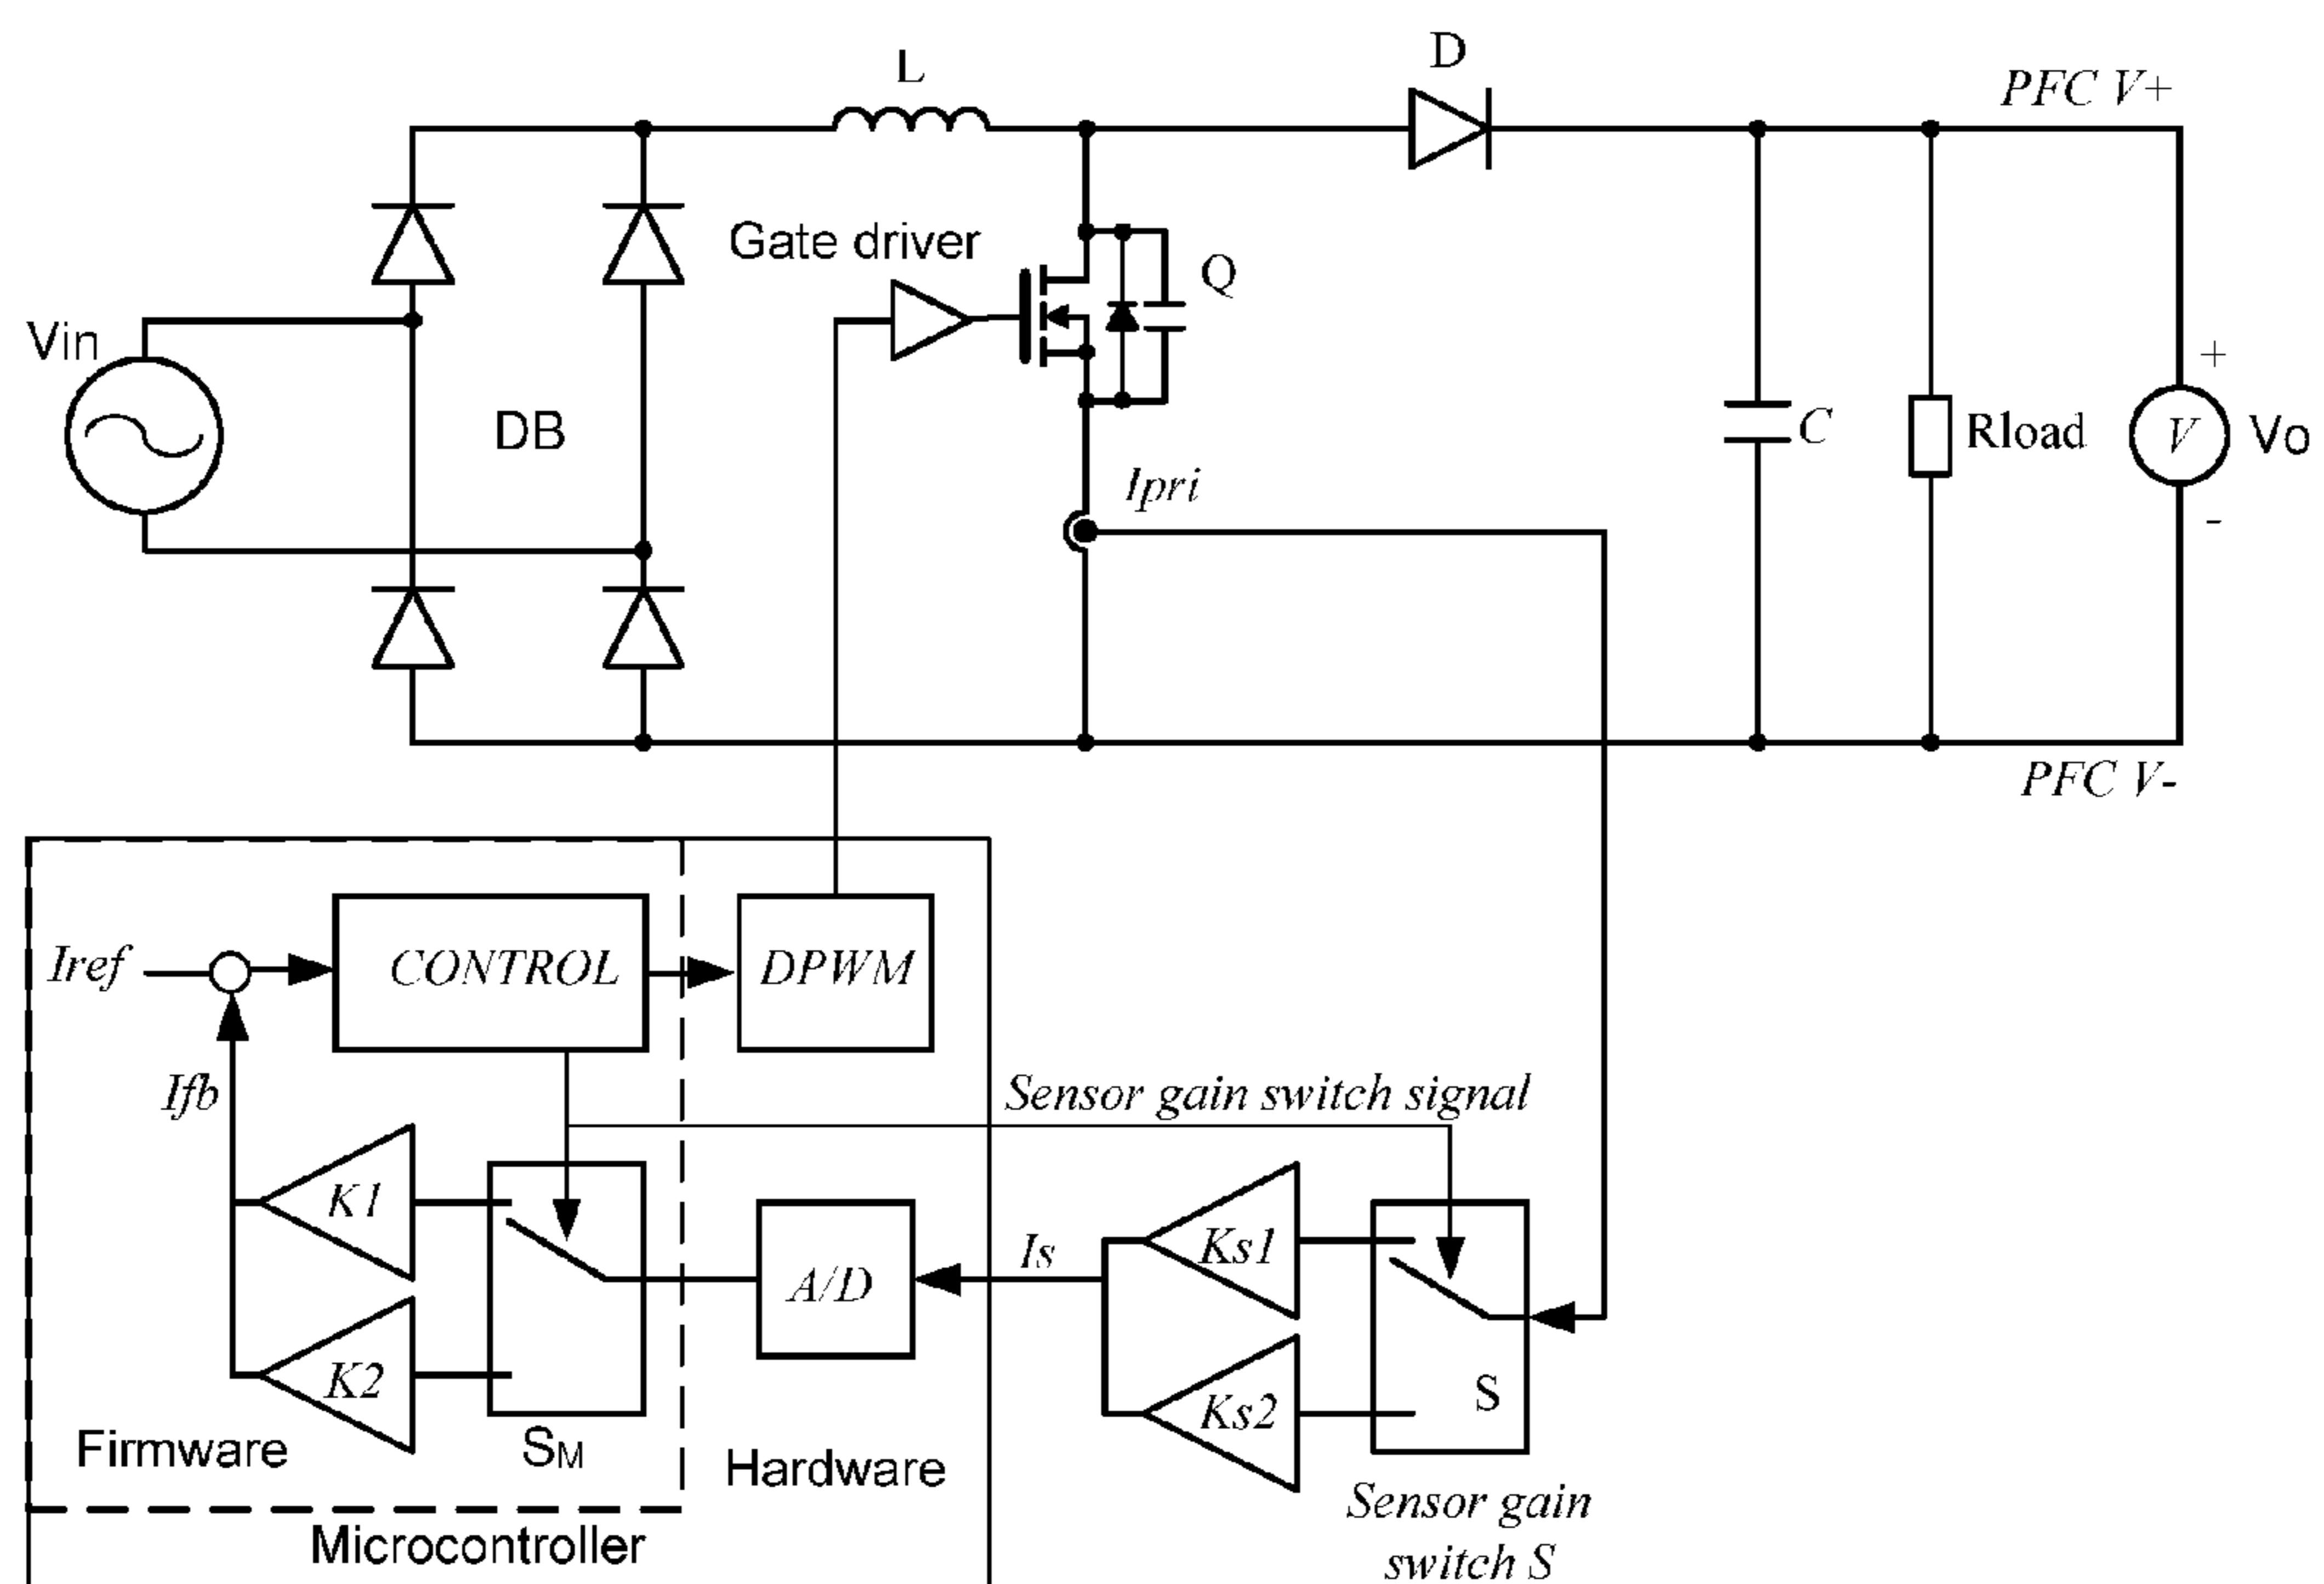 L
D
PFC V+
Gate driver
Q
Vin
DB
+
C
Rload
V
Vo
Ipri
-
PFC V-
Iref
CONTROL
DPWM
Ifb
Sensor gain switch signal
K1
Ks1
Is
A/D
K2
Ks2
S
Firmware
SM
Hardware
Sensor gain
switch S
Microcontroller